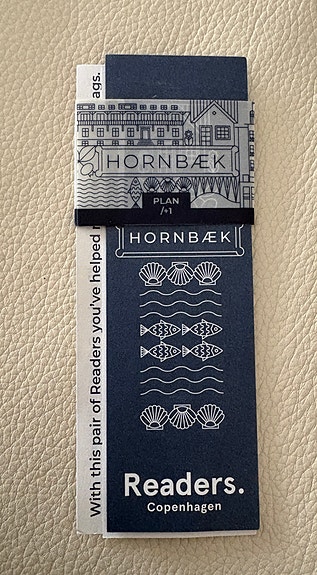 HORNBÆK
PLAN
/+1
HORNBÆK
Readers.
Copenhagen
With this pair of Readers you've helped
ags.